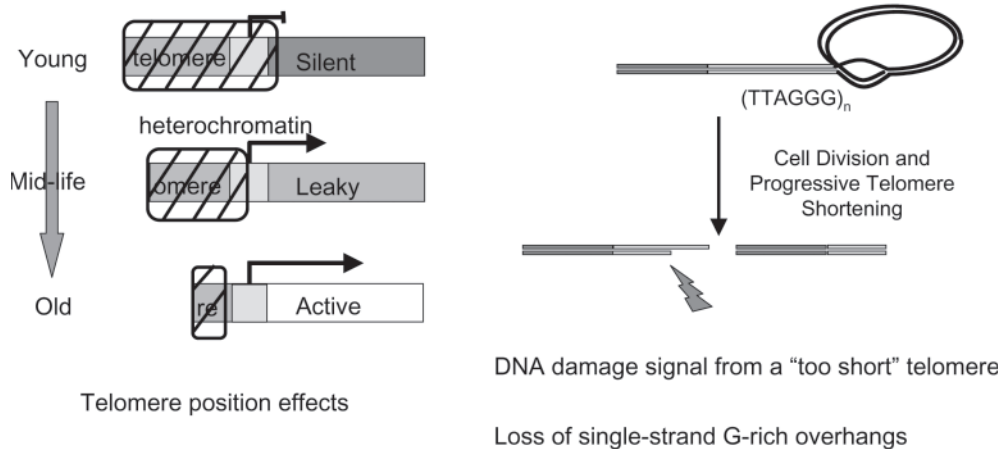 Young
telomere
Silent
heterochromatin
Mid-life
omere
Leaky
Old
re
Active
Telomere position effects
(TTAGGG)n
Cell Division and
Progressive Telomere
Shortening
DNA damage signal from a “too short” telomere
Loss of single-strand G-rich overhangs